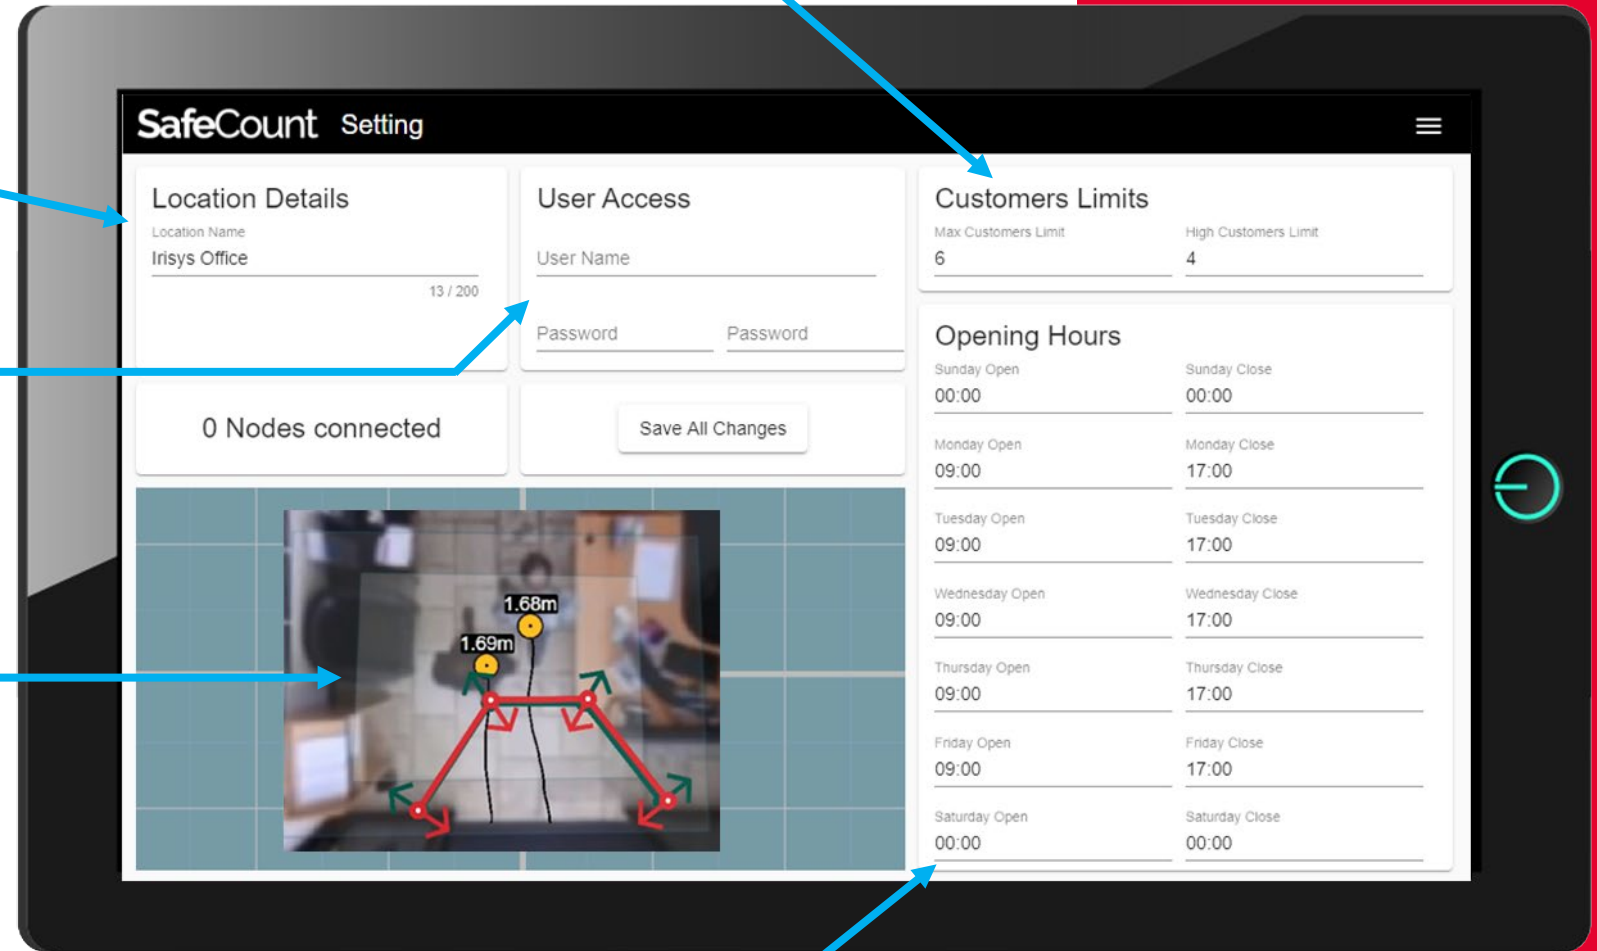 SafeCount Setting
Location Details
Location Name
Irisys Office
13 / 200
User Access
User Name
Password Password
Customers Limits
Max Customers Limit High Customers Limit
6 4
0 Nodes connected
Save All Changes
1.68m
1.69m
Opening Hours
Sunday Open Sunday Close
00:00 00:00
Monday Open Monday Close
09:00 17:00
Tuesday Open Tuesday Close
09:00 17:00
Wednesday Open Wednesday Close
09:00 17:00
Thursday Open Thursday Close
09:00 17:00
Friday Open Friday Close
09:00 17:00
Saturday Open Saturday Close
00:00 00:00